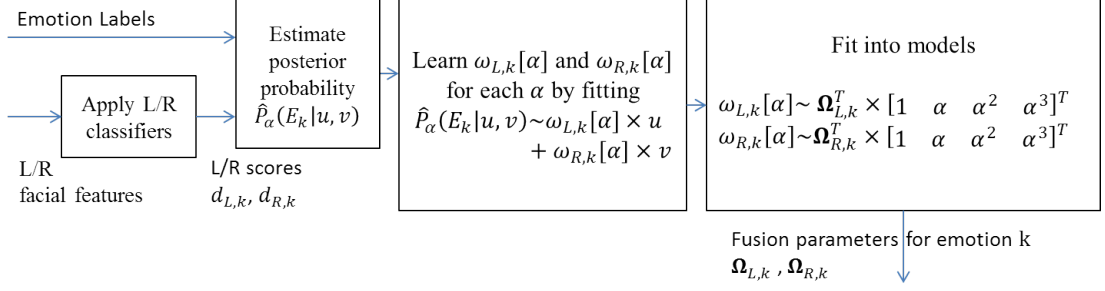 Emotion Labels
Apply L/R
classifiers
L/R
facial features
Estimate
posterior
probability
P̂_α(E_k|u, v)
L/R scores
d_{L,k}, d_{R,k}
Learn ω_{L,k}[α] and ω_{R,k}[α]
for each α by fitting
P̂_α(E_k|u, v)~ω_{L,k}[α] × u
+ ω_{R,k}[α] × v
Fit into models
ω_{L,k}[α]~ 𝛀^T_{L,k} × [1 α α² α³]^T
ω_{R,k}[α]~𝛀^T_{R,k} × [1 α α² α³]^T
Fusion parameters for emotion k
𝛀_{L,k} , 𝛀_{R,k}